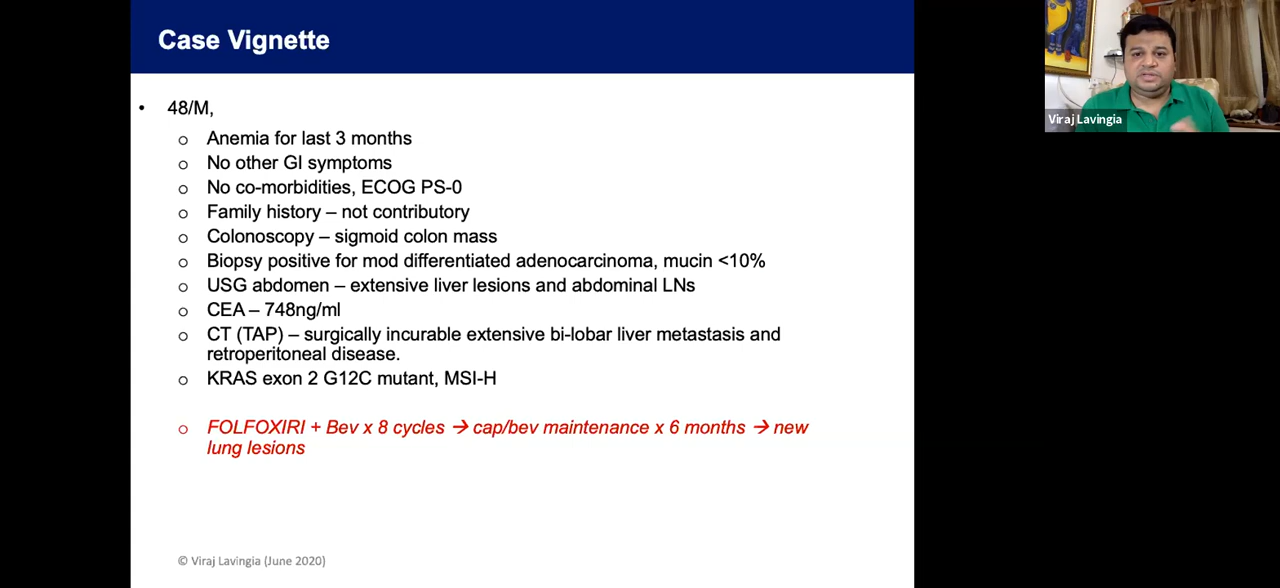 Case Vignette
• 48/M,
o Anemia for last 3 months
o No other GI symptoms
o No co-morbidities, ECOG PS-0
o Family history – not contributory
o Colonoscopy – sigmoid colon mass
o Biopsy positive for mod differentiated adenocarcinoma, mucin <10%
o USG abdomen – extensive liver lesions and abdominal LNs
o CEA – 748ng/ml
o CT (TAP) – surgically incurable extensive bi-lobar liver metastasis and
retroperitoneal disease.
o KRAS exon 2 G12C mutant, MSI-H
o FOLFOXIRI + Bev x 8 cycles → cap/bev maintenance x 6 months → new
lung lesions
© Viraj Lavingia (June 2020)
Viraj Lavingia